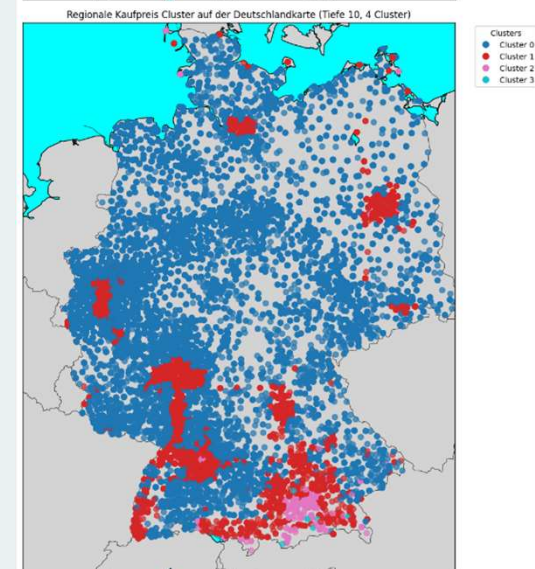 Regionale Kaufpreis Cluster auf der Deutschlandkarte (Tiefe 10, 4 Cluster)
Clusters
Cluster 0
Cluster 1
Cluster 2
Cluster 3